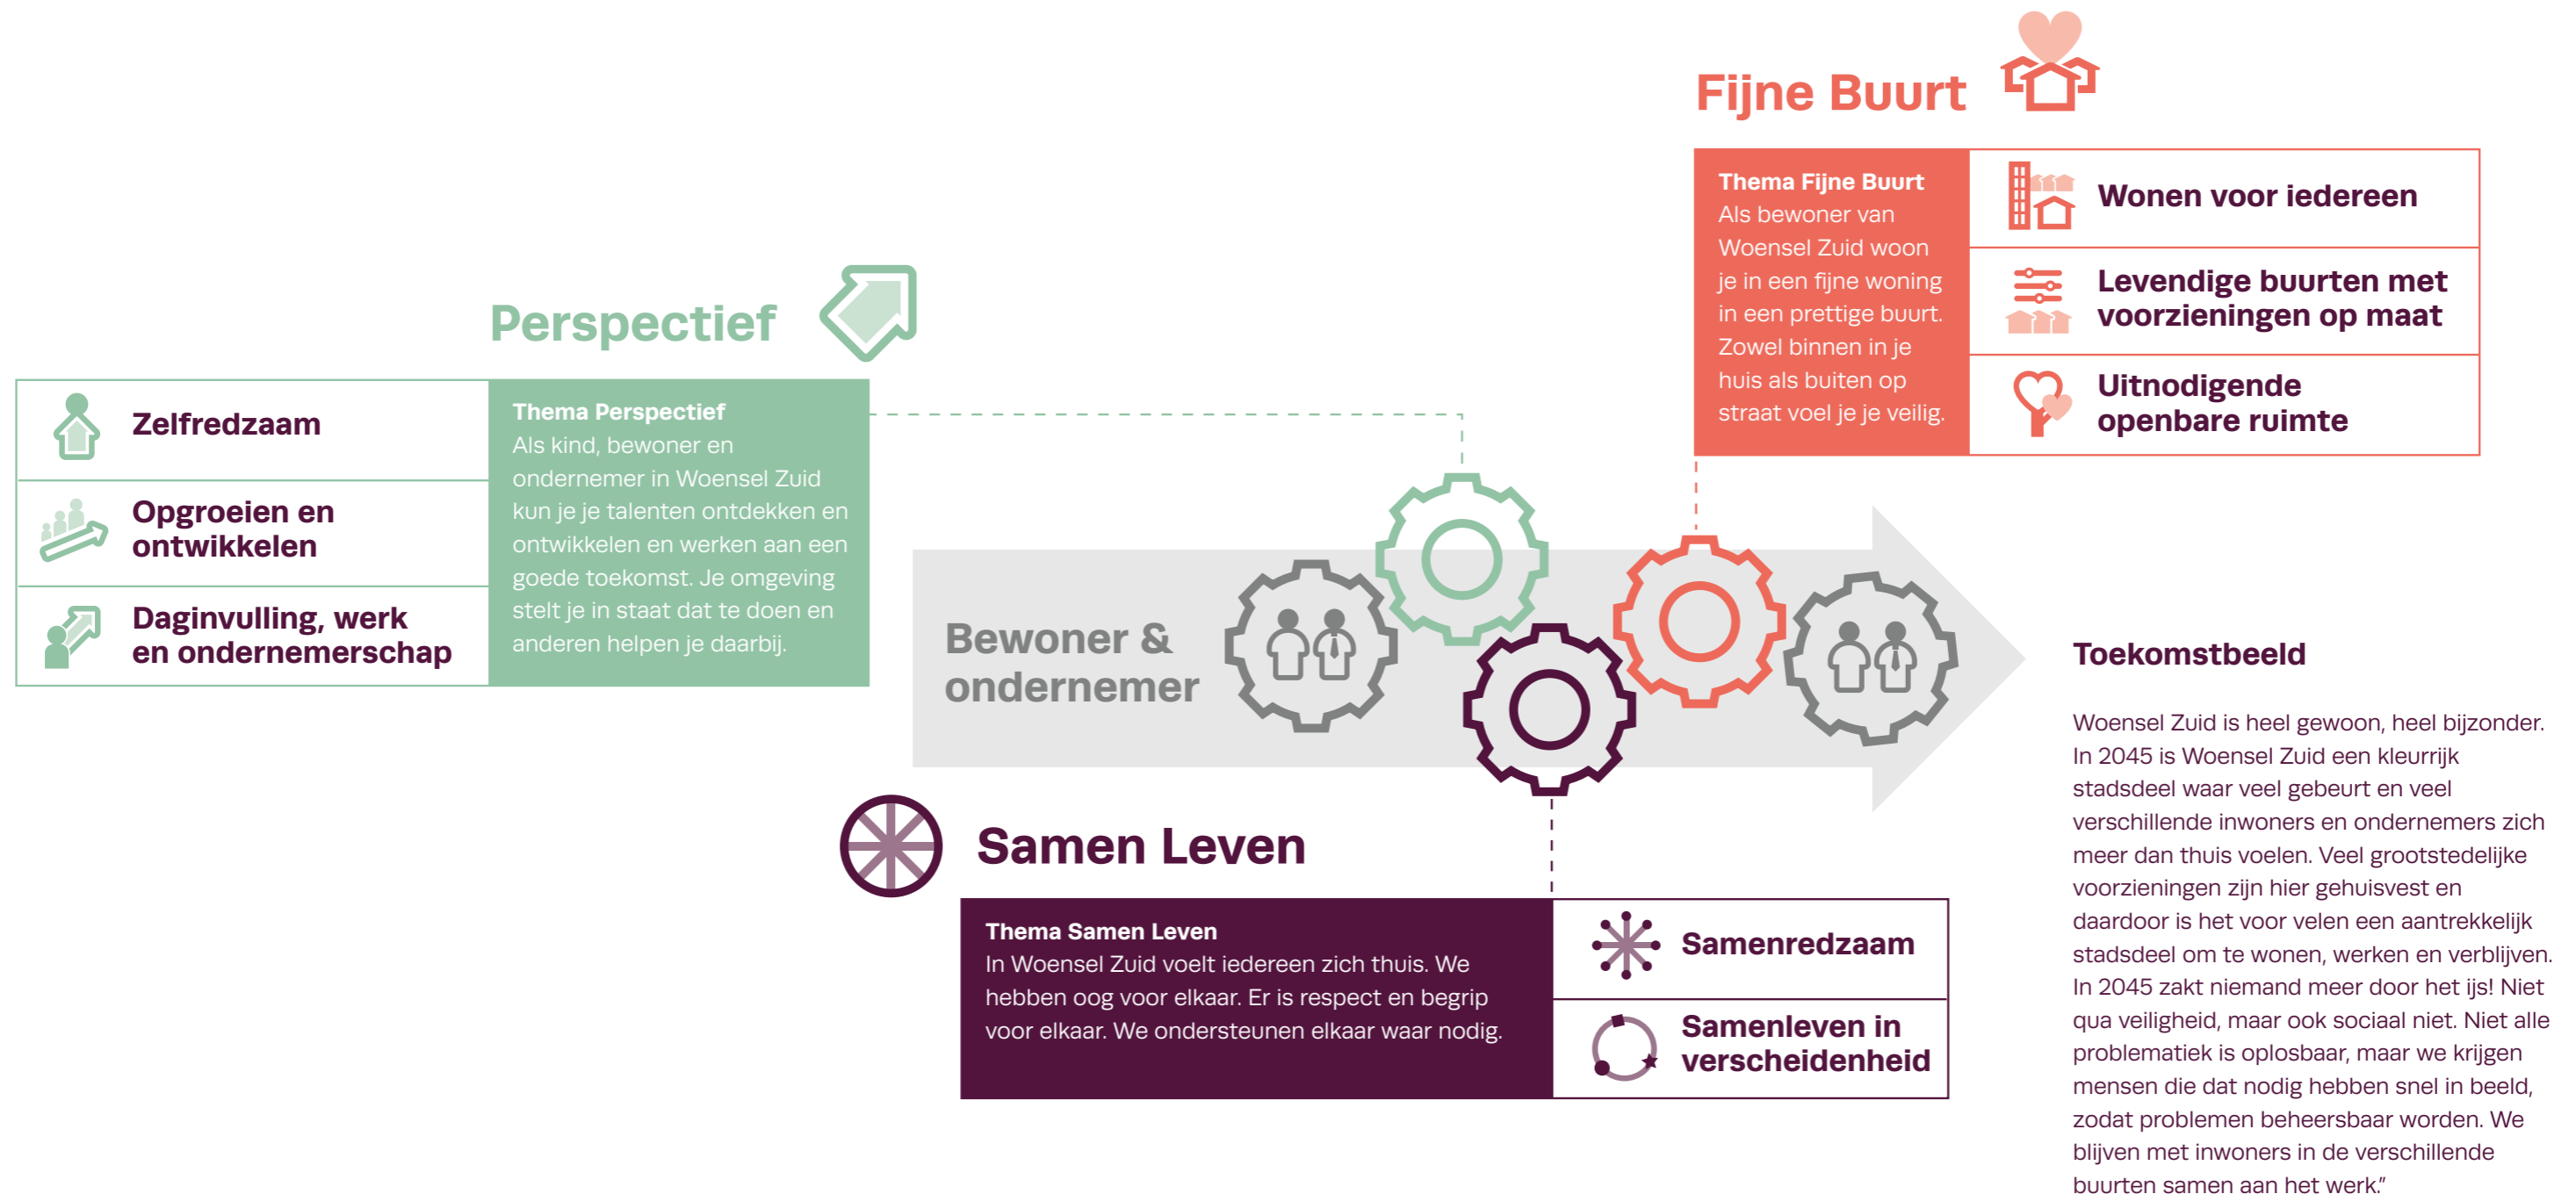 Fijne Buurt
Thema Fijne Buurt
Als bewoner van
Woensel Zuid woon
je in een fijne woning
in een prettige buurt.
Zowel binnen in je
huis als buiten op
straat voel je je veilig.
Wonen voor iedereen
Levendige buurten met
voorzieningen op maat
Uitnodigende
openbare ruimte
Perspectief
Zelfredzaam
Opgroeien en
ontwikkelen
Daginvulling, werk
en ondernemerschap
Thema Perspectief
Als kind, bewoner en
ondernemer in Woensel Zuid
kun je je talenten ontdekken en
ontwikkelen en werken aan een
goede toekomst. Je omgeving
stelt je in staat dat te doen en
anderen helpen je daarbij.
Bewoner &
ondernemer
Samen Leven
Thema Samen Leven
In Woensel Zuid voelt iedereen zich thuis. We
hebben oog voor elkaar. Er is respect en begrip
voor elkaar. We ondersteunen elkaar waar nodig.
Samenredzaam
Samenleven in
verscheidenheid
Toekomstbeeld
Woensel Zuid is heel gewoon, heel bijzonder.
In 2045 is Woensel Zuid een kleurrijk
stadsdeel waar veel gebeurt en veel
verschillende inwoners en ondernemers zich
meer dan thuis voelen. Veel grootstedelijke
voorzieningen zijn hier gehuisvest en
daardoor is het voor velen een aantrekkelijk
stadsdeel om te wonen, werken en verblijven.
In 2045 zakt niemand meer door het ijs! Niet
qua veiligheid, maar ook sociaal niet. Niet alle
problematiek is oplosbaar, maar we krijgen
mensen die dat nodig hebben snel in beeld,
zodat problemen beheersbaar worden. We
blijven met inwoners in de verschillende
buurten samen aan het werk.”